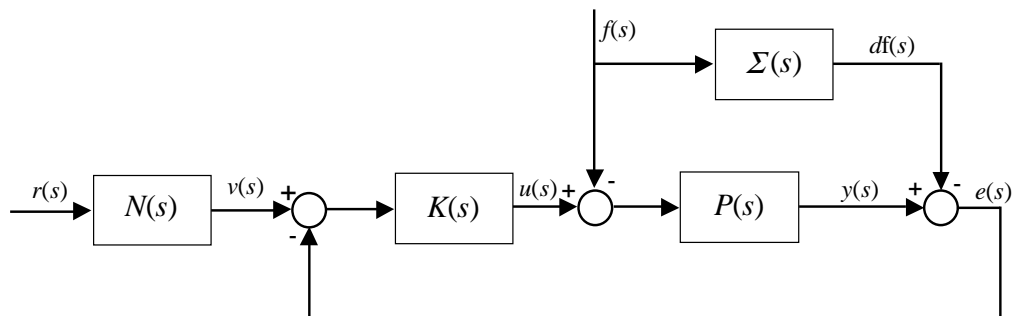 f(s)
Σ(s)
df(s)
r(s)
N(s)
v(s)
+
-
K(s)
u(s)
+
-
P(s)
y(s)
+
-
e(s)